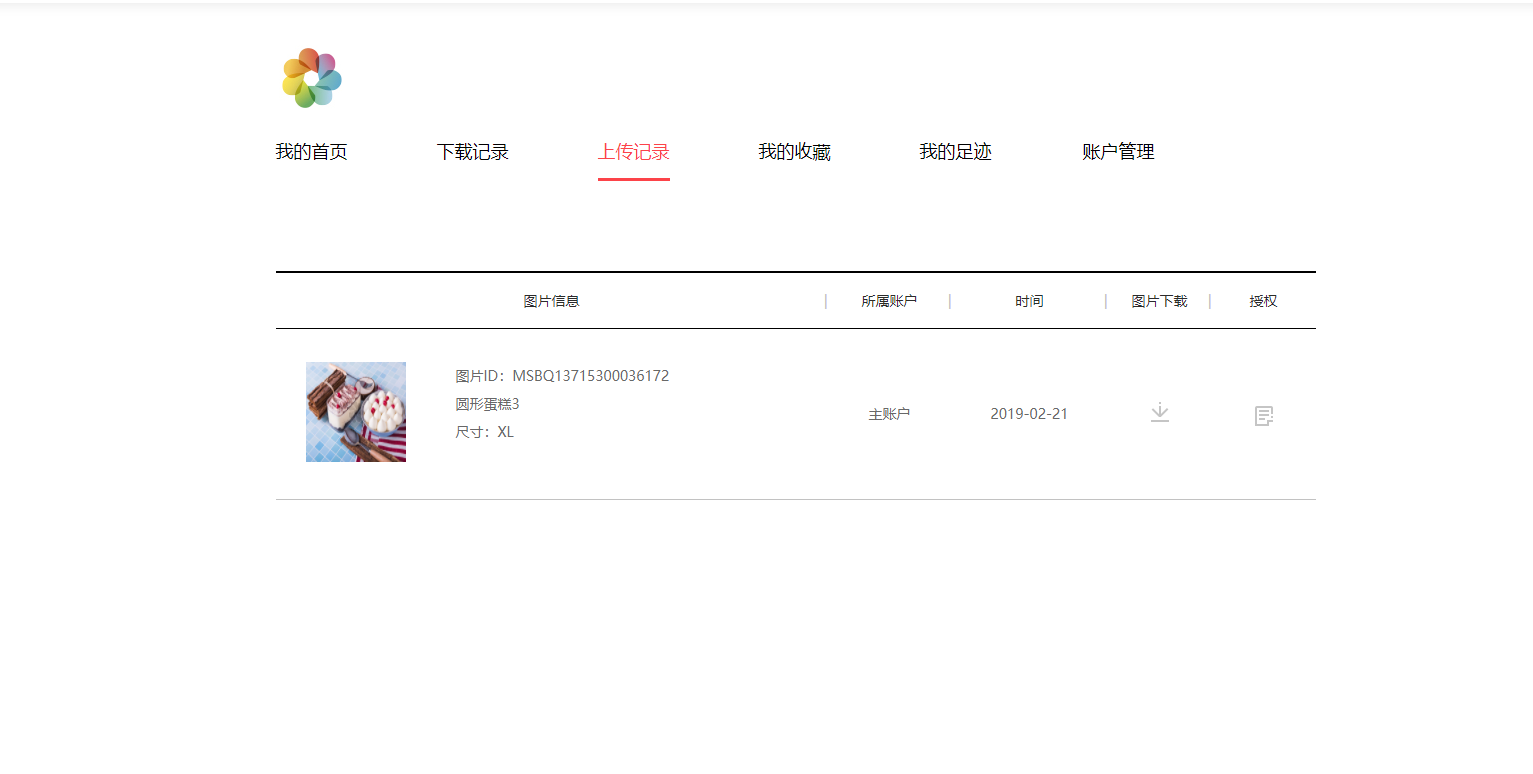 我的首页 下载记录 上传记录 我的收藏 我的足迹 账户管理
图片信息 | 所属账户 | 时间 | 图片下载 | 授权
图片ID：MSBQ13715300036172
圆形蛋糕3
尺寸：XL
主账户 2019-02-21